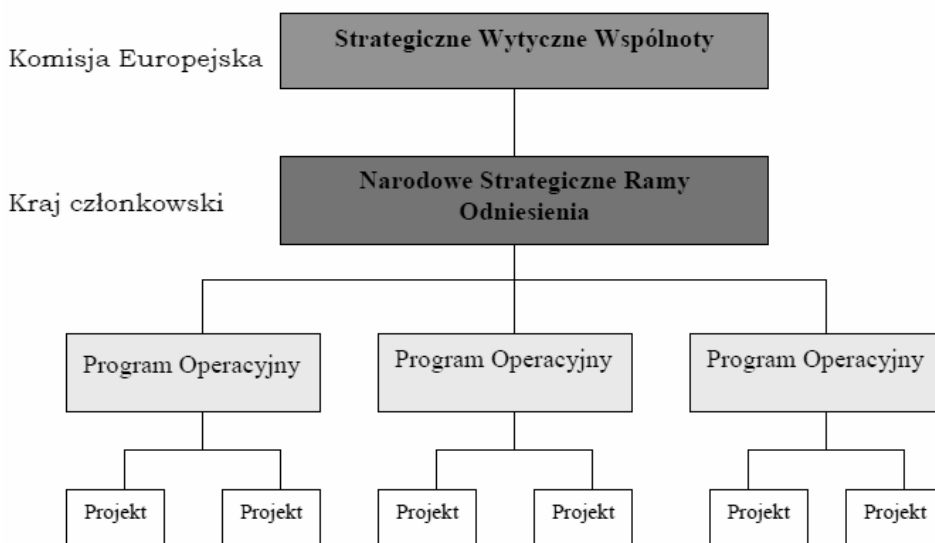 Komisja Europejska
Strategiczne Wytyczne Wspólnoty
Kraj członkowski
Narodowe Strategiczne Ramy
Odniesienia
Program Operacyjny
Program Operacyjny
Program Operacyjny
Projekt
Projekt
Projekt
Projekt
Projekt
Projekt